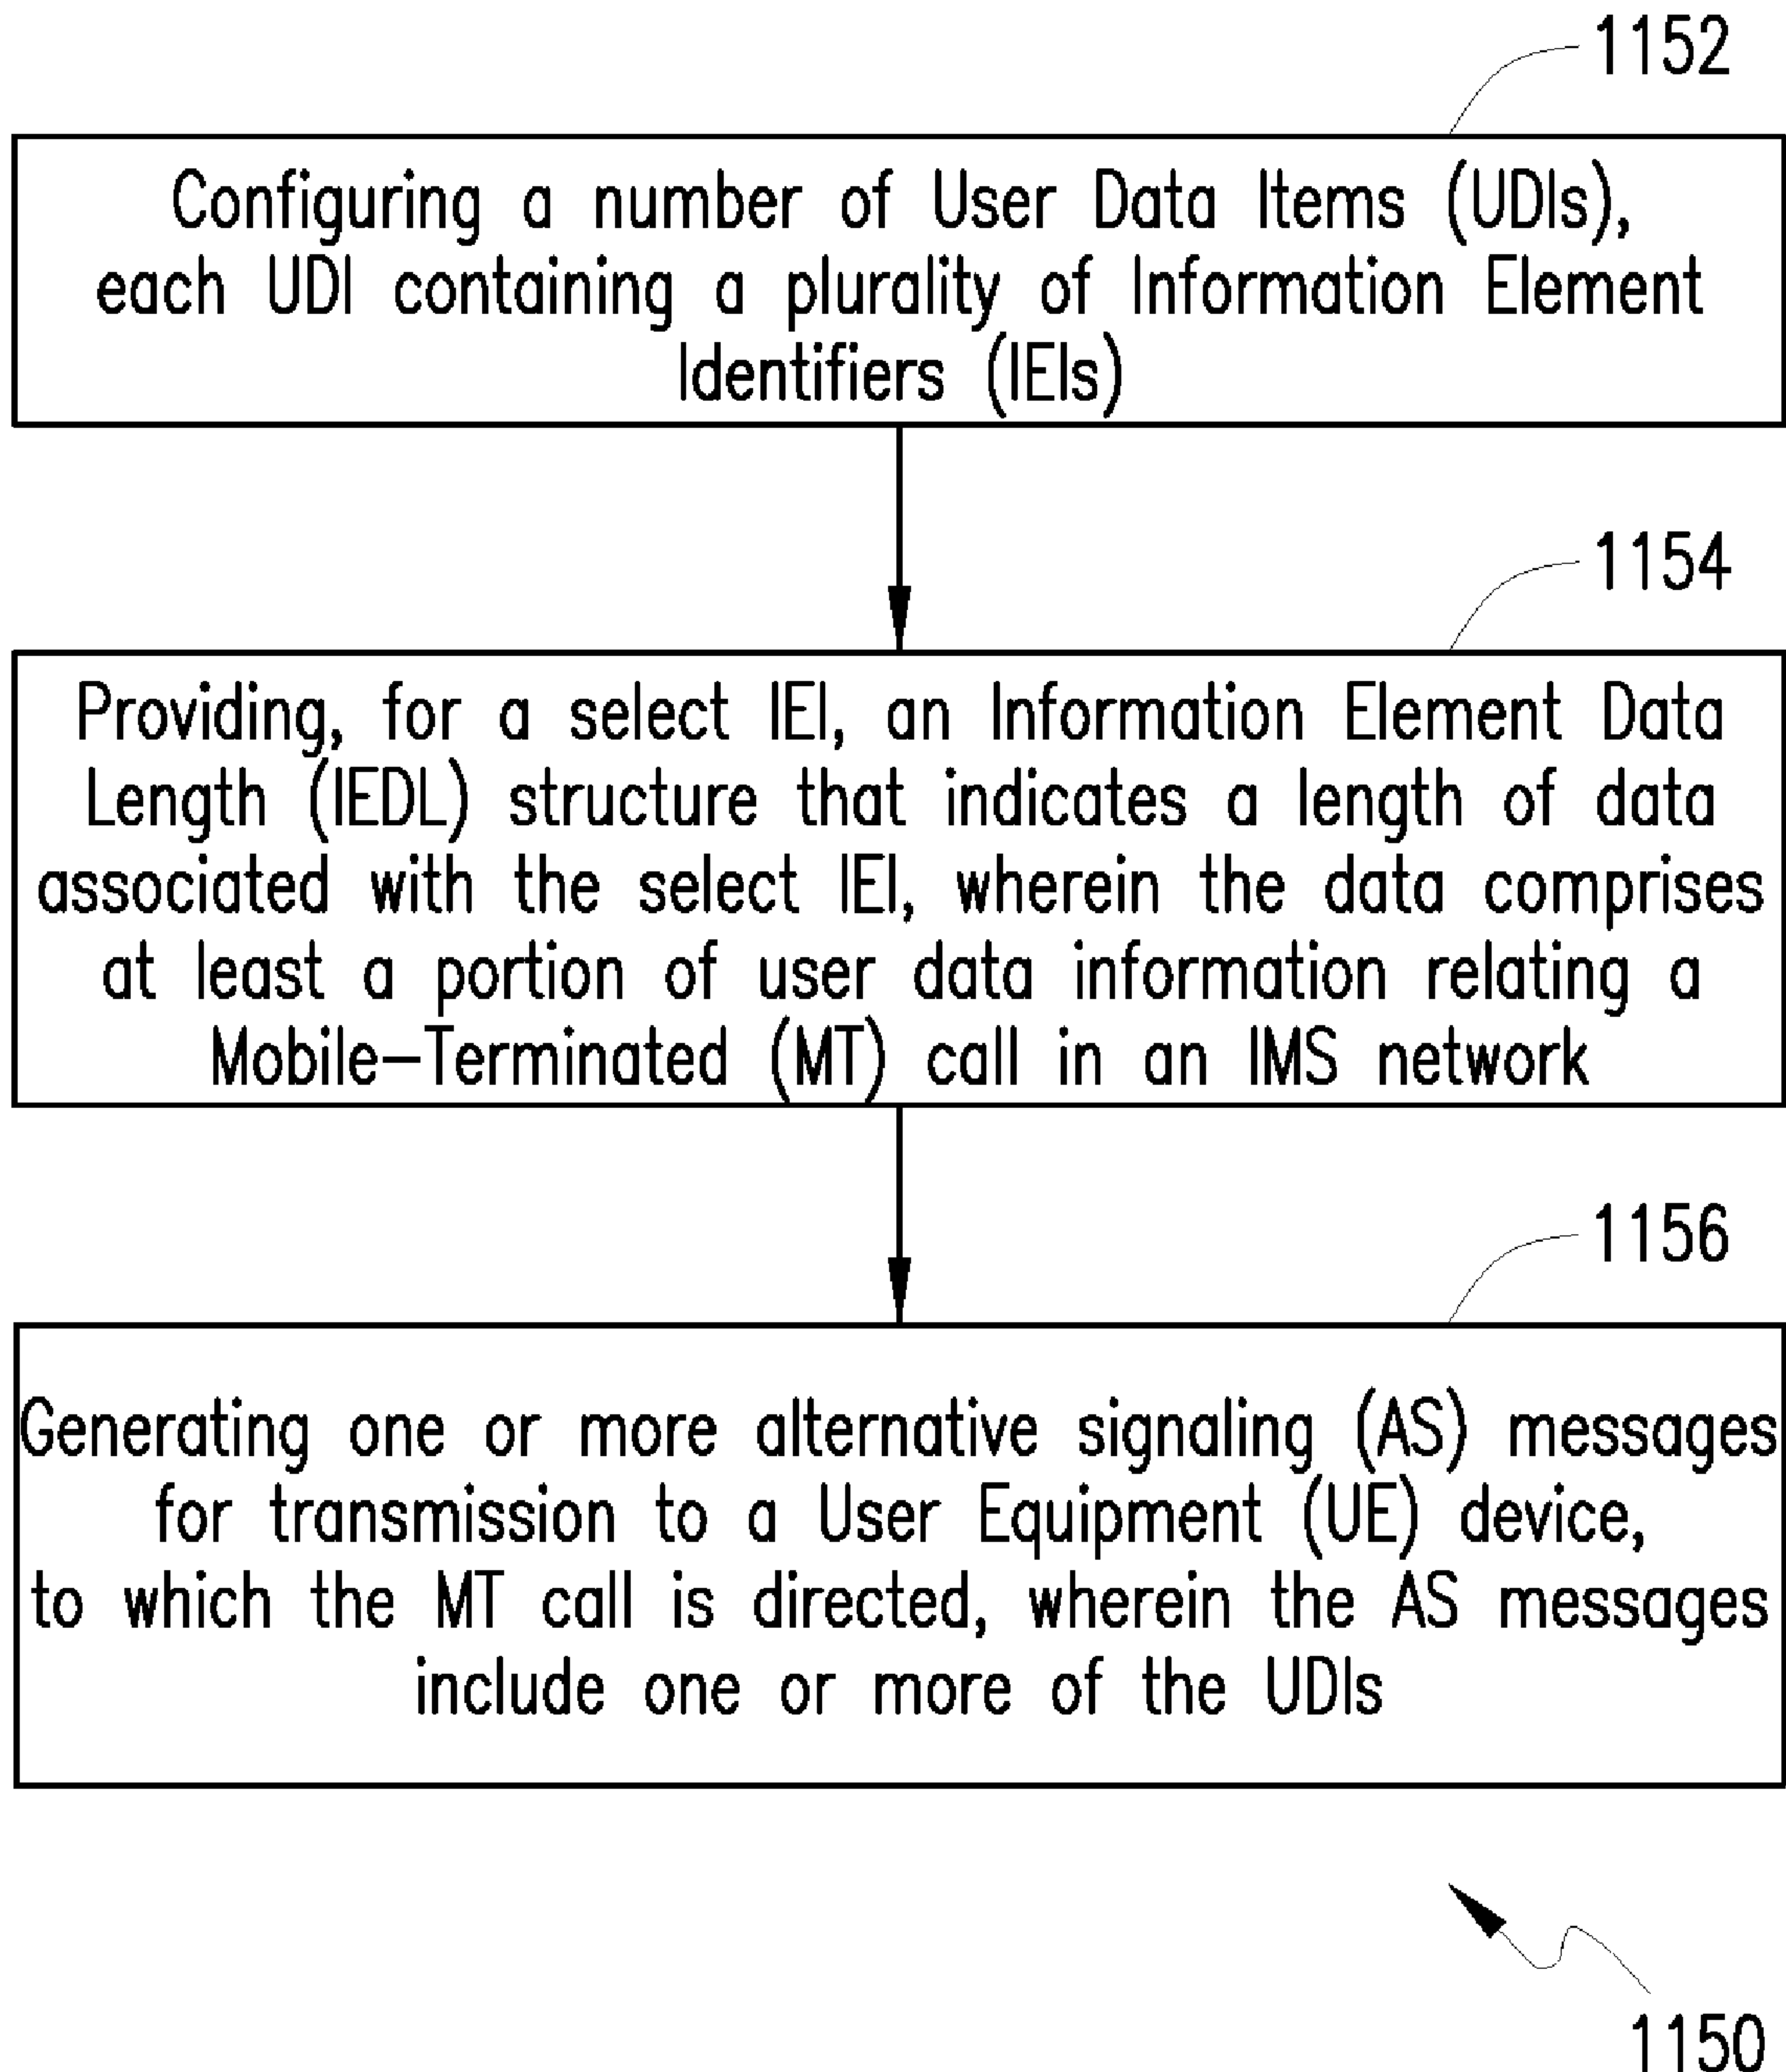 1152
Configuring a number of User Data Items (UDIs),
each UDI containing a plurality of Information Element
Identifiers (IEIs)
1154
Providing, for a select IEI, an Information Element Data
Length (IEDL) structure that indicates a length of data
associated with the select IEI, wherein the data comprises
at least a portion of user data information relating a
Mobile-Terminated (MT) call in an IMS network
1156
Generating one or more alternative signaling (AS) messages
for transmission to a User Equipment (UE) device,
to which the MT call is directed, wherein the AS messages
include one or more of the UDIs
1150